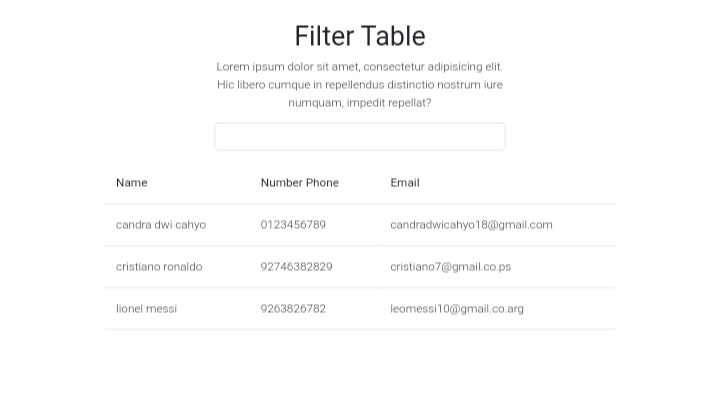 Filter Table
Lorem ipsum dolor sit amet, consectetur adipisicing elit.
Hic libero cumque in repellendus distinctio nostrum iure
numquam, impedit repellat?
Name Number Phone Email
candra dwi cahyo 0123456789 candradwicahyo18@gmail.com
cristiano ronaldo 92746382829 cristiano7@gmail.co.ps
lionel messi 9263826782 leomessi10@gmail.co.arg